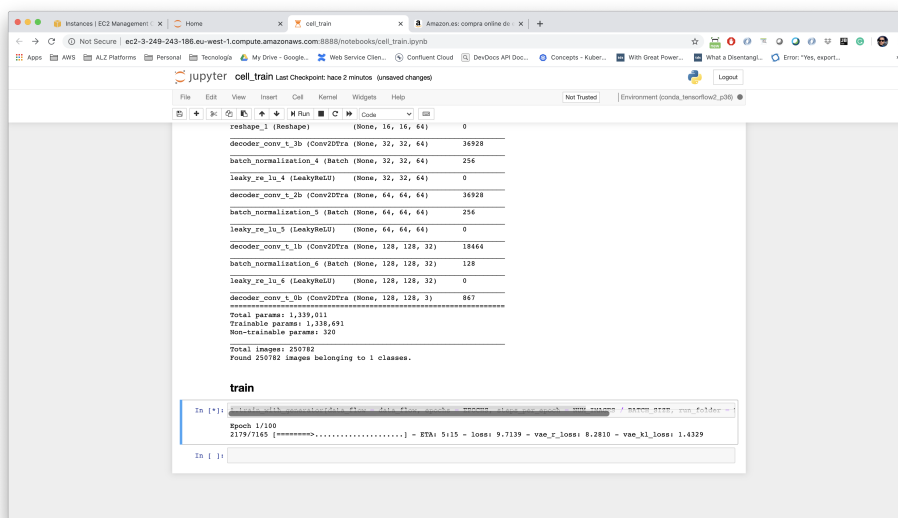 Instances | EC2 Management C
Home
cell_train
Amazon.es: compra online de
Not Secure | ec2-3-249-243-186.eu-west-1.compute.amazonaws.com:8888/notebooks/cell_train.ipynb
Apps AWS ALZ Platforms Personal Tecnología My Drive - Google... Web Service Clien... Confluent Cloud DevDocs API Doc... Concepts - Kuber... With Great Power... What a Disentangl... Error: "Yes, export...
jupyter cell_train Last Checkpoint: hace 2 minutos (unsaved changes) Logout
File Edit View Insert Cell Kernel Widgets Help Not Trusted Environment (conda_tensorflow2_p36)
Run Code
reshape_1 (Reshape) (None, 16, 16, 64) 0
decoder_conv_t_3b (Conv2DTra (None, 32, 32, 64) 36928
batch_normalization_4 (Batch (None, 32, 32, 64) 256
leaky_re_lu_4 (LeakyReLU) (None, 32, 32, 64) 0
decoder_conv_t_2b (Conv2DTra (None, 64, 64, 64) 36928
batch_normalization_5 (Batch (None, 64, 64, 64) 256
leaky_re_lu_5 (LeakyReLU) (None, 64, 64, 64) 0
decoder_conv_t_1b (Conv2DTra (None, 128, 128, 32) 18464
batch_normalization_6 (Batch (None, 128, 128, 32) 128
leaky_re_lu_6 (LeakyReLU) (None, 128, 128, 32) 0
decoder_conv_t_0b (Conv2DTra (None, 128, 128, 3) 867
Total params: 1,339,011
Trainable params: 1,338,691
Non-trainable params: 320
Total images: 250782
Found 250782 images belonging to 1 classes.
train
In [*]: / BATCH_SIZE, run_folder =
Epoch 1/100
2179/7165 [========>.....................] - ETA: 5:15 - loss: 9.7139 - vae_r_loss: 8.2810 - vae_kl_loss: 1.4329
In [ ]: